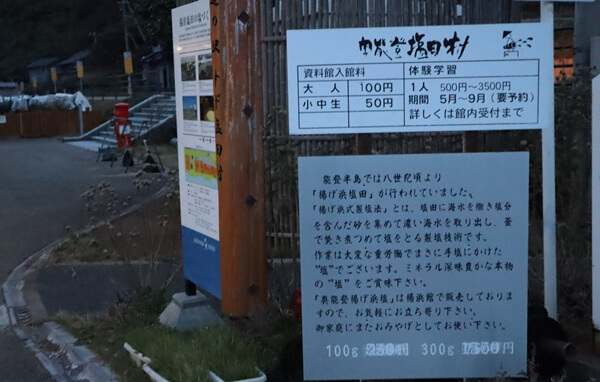 奥能登塩田村
資料館入館料
大人 100円
小中生 50円
体験学習
1人 500円～3500円
期間 5月～9月（要予約）
詳しくは館内受付まで
能登半島では八世紀頃より
「揚げ浜塩田」が行われていました。
「揚げ浜式製塩法」とは、塩田に海水を撒き塩分
を含んだ砂を集めて濃い海水を取り出し、釜
で焚き煮つめて塩をとる製塩技術です。
作業は大変な重労働でまさに手塩にかけた
"塩"でございます。ミネラル深味豊かな本物
の"塩"をご賞味下さい。
「奥能登揚げ浜塩」は揚浜館で販売しておりま
すので、お気軽にお立ち寄り下さい。
御家庭にまたおみやげとしてお使い下さい。
100g 300g 円